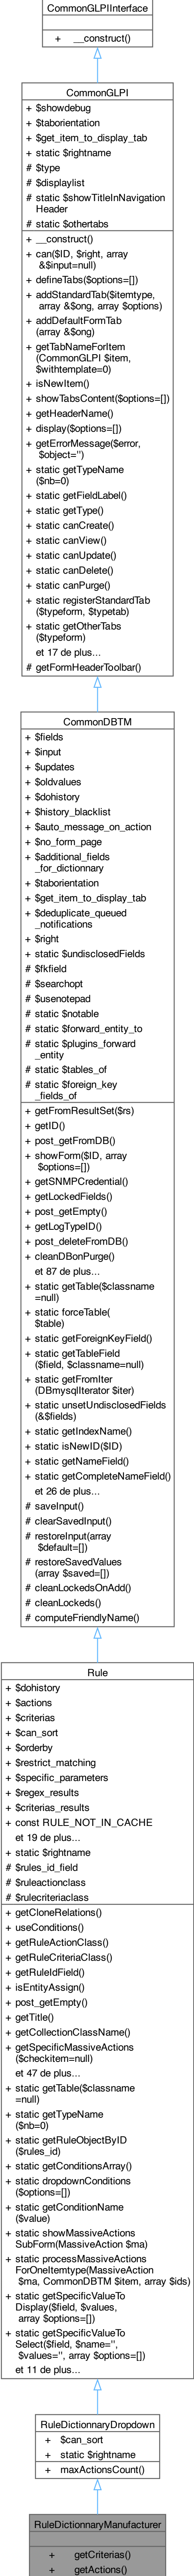 CommonGLPIInterface
+ __construct()
CommonGLPI
+ $showdebug
+ $taborientation
+ $get_item_to_display_tab
+ static $rightname
# $type
# $displaylist
# static $showTitleInNavigation
Header
# static $othertabs
+ __construct()
+ can($ID, $right, array
&$input=null)
+ defineTabs($options=[])
+ addStandardTab($itemtype,
array &$ong, array $options)
+ addDefaultFormTab
(array &$ong)
+ getTabNameForItem
(CommonGLPI $item,
$withtemplate=0)
+ isNewItem()
+ showTabsContent($options=[])
+ getHeaderName()
+ display($options=[])
+ getErrorMessage($error,
$object='')
+ static getTypeName
($nb=0)
+ static getFieldLabel()
+ static getType()
+ static canCreate()
+ static canView()
+ static canUpdate()
+ static canDelete()
+ static canPurge()
+ static registerStandardTab
($typeform, $typetab)
+ static getOtherTabs
($typeform)
et 17 de plus...
# getFormHeaderToolbar()
CommonDBTM
+ $fields
+ $input
+ $updates
+ $oldvalues
+ $dohistory
+ $history_blacklist
+ $auto_message_on_action
+ $no_form_page
+ $additional_fields
_for_dictionnary
+ $taborientation
+ $get_item_to_display_tab
+ $deduplicate_queued
_notifications
+ $right
+ static $undisclosedFields
# $fkfield
# $searchopt
# $usenotepad
# static $notable
# static $forward_entity_to
# static $plugins_forward
_entity
# static $tables_of
# static $foreign_key
_fields_of
+ getFromResultSet($rs)
+ getID()
+ post_getFromDB()
+ showForm($ID, array
$options=[])
+ getSNMPCredential()
+ getLockedFields()
+ post_getEmpty()
+ getLogTypeID()
+ post_deleteFromDB()
+ cleanDBonPurge()
et 87 de plus...
+ static getTable($classname
=null)
+ static forceTable(
$table)
+ static getForeignKeyField()
+ static getTableField
($field, $classname=null)
+ static getFromIter
(DBmysqlIterator $iter)
+ static unsetUndisclosedFields
(&$fields)
+ static getIndexName()
+ static isNewID($ID)
+ static getNameField()
+ static getCompleteNameField()
et 26 de plus...
# saveInput()
# clearSavedInput()
# restoreInput(array
$default=[])
# restoreSavedValues
(array $saved=[])
# cleanLockedsOnAdd()
# cleanLockeds()
# computeFriendlyName()
Rule
+ $dohistory
+ $actions
+ $criterias
+ $can_sort
+ $orderby
+ $restrict_matching
+ $specific_parameters
+ $regex_results
+ $criterias_results
+ const RULE_NOT_IN_CACHE
et 19 de plus...
+ static $rightname
# $rules_id_field
# $ruleactionclass
# $rulecriteriaclass
+ getCloneRelations()
+ useConditions()
+ getRuleActionClass()
+ getRuleCriteriaClass()
+ getRuleIdField()
+ isEntityAssign()
+ post_getEmpty()
+ getTitle()
+ getCollectionClassName()
+ getSpecificMassiveActions
($checkitem=null)
et 47 de plus...
+ static getTable($classname
=null)
+ static getTypeName
($nb=0)
+ static getRuleObjectByID
($rules_id)
+ static getConditionsArray()
+ static dropdownConditions
($options=[])
+ static getConditionName
($value)
+ static showMassiveActions
SubForm(MassiveAction $ma)
+ static processMassiveActions
ForOneItemtype(MassiveAction
$ma, CommonDBTM $item, array $ids)
+ static getSpecificValueTo
Display($field, $values,
array $options=[])
+ static getSpecificValueTo
Select($field, $name='',
$values='', array $options=[])
et 11 de plus...
RuleDictionnaryDropdown
+ $can_sort
+ static $rightname
+ maxActionsCount()
RuleDictionnaryManufacturer
+ getCriterias()
+ getActions()